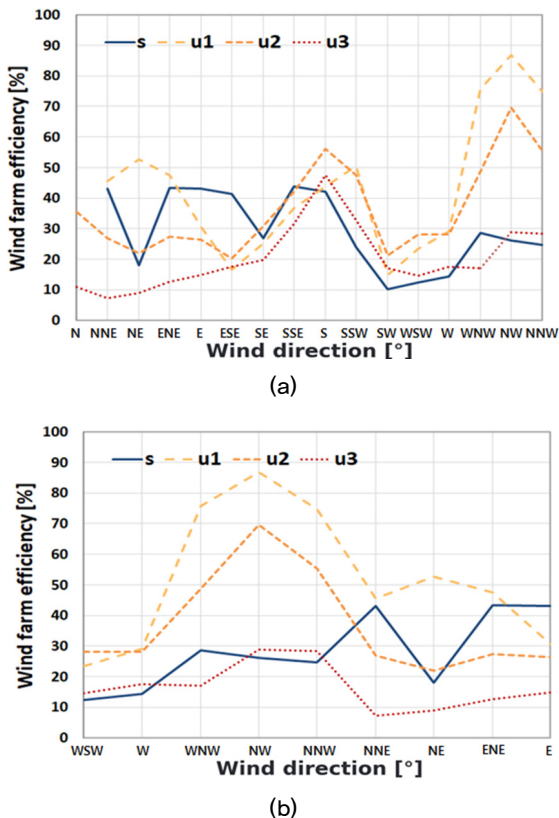 100
90
80
70
60
50
40
30
20
10
0
Wind farm efficiency [%]
s u1 u2 u3
N NNE NE ENE E ESE SE SSE S SSW SW WSW W WNW NW NNW
Wind direction [°]
(a)
100
90
80
70
60
50
40
30
20
10
0
Wind farm efficiency [%]
s u1 u2 u3
WSW W WNW NW NNW NNE NE ENE E
Wind direction [°]
(b)